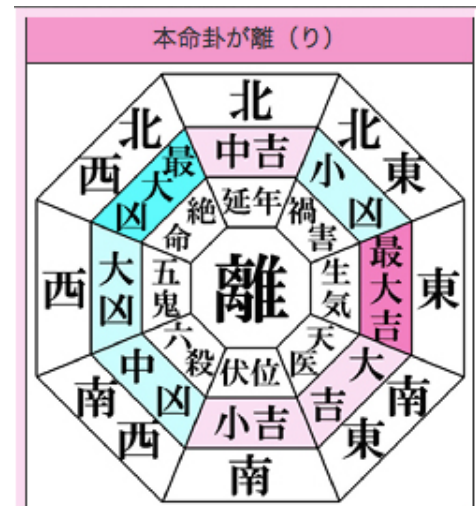 本命卦が離（り）
北
中吉
延年
北東
小凶
禍害
東
最大吉
生気
南東
大吉
天医
南
小吉
伏位
南西
中凶
六殺
西
大凶
五鬼
北西
最大凶
絶命
離